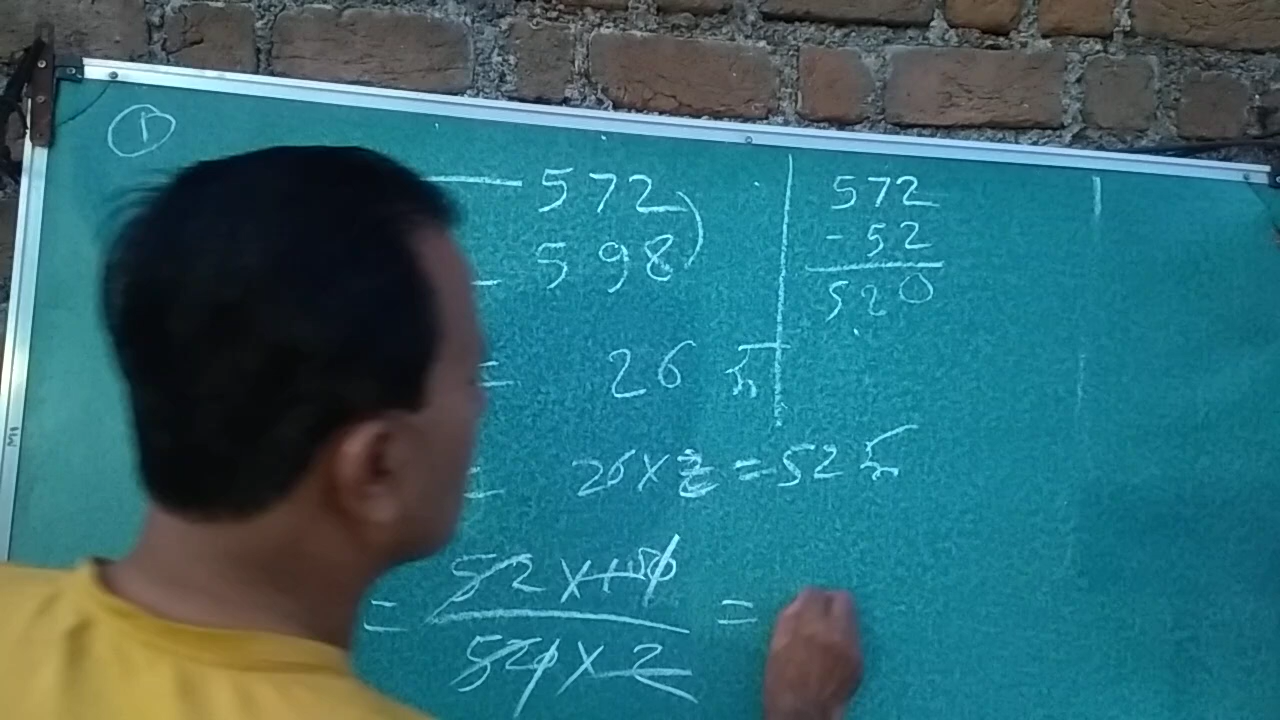 ①
— 572
= 598
= 26 रू
= 26 × 2 = 52 रू
= 52 × 100 / 520 × 2 =
572
- 52
520